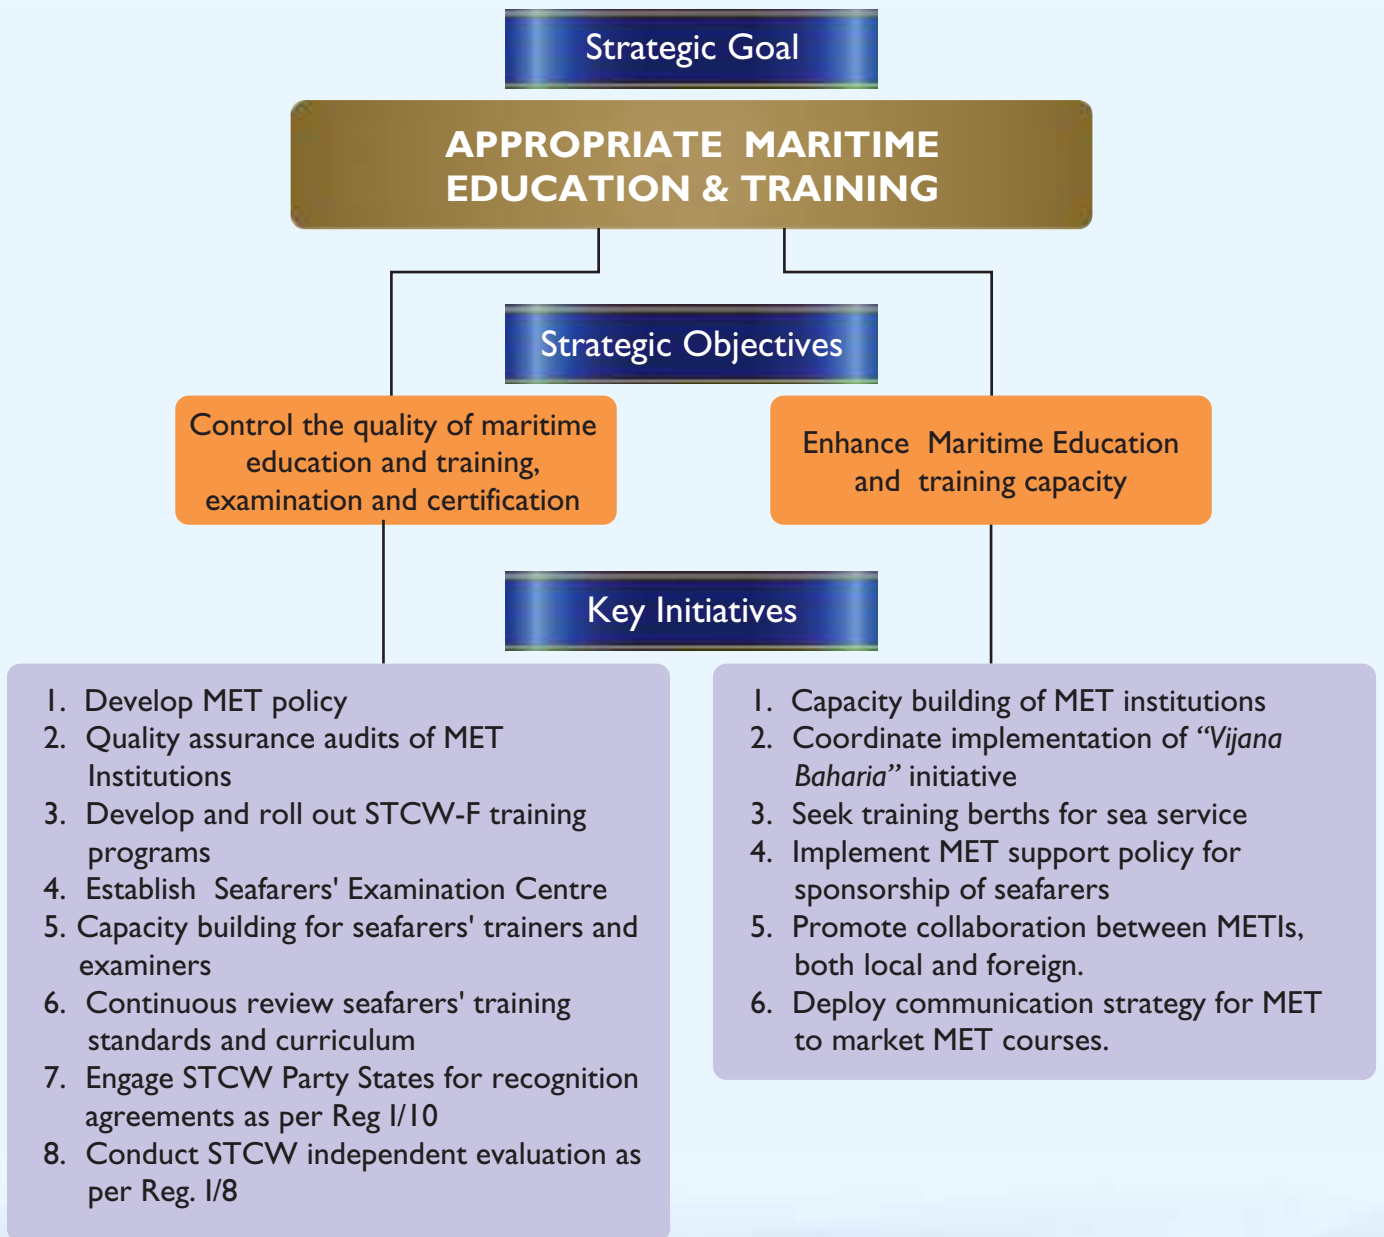 Strategic Goal
APPROPRIATE MARITIME
EDUCATION & TRAINING
Strategic Objectives
Control the quality of maritime
education and training,
examination and certification
Enhance Maritime Education
and training capacity
Key Initiatives
1. Develop MET policy
2. Quality assurance audits of MET
Institutions
3. Develop and roll out STCW-F training
programs
4. Establish Seafarers' Examination Centre
5. Capacity building for seafarers' trainers and
examiners
6. Continuous review seafarers' training
standards and curriculum
7. Engage STCW Party States for recognition
agreements as per Reg I/10
8. Conduct STCW independent evaluation as
per Reg. I/8
1. Capacity building of MET institutions
2. Coordinate implementation of “Vijana
Baharia” initiative
3. Seek training berths for sea service
4. Implement MET support policy for
sponsorship of seafarers
5. Promote collaboration between METIs,
both local and foreign.
6. Deploy communication strategy for MET
to market MET courses.